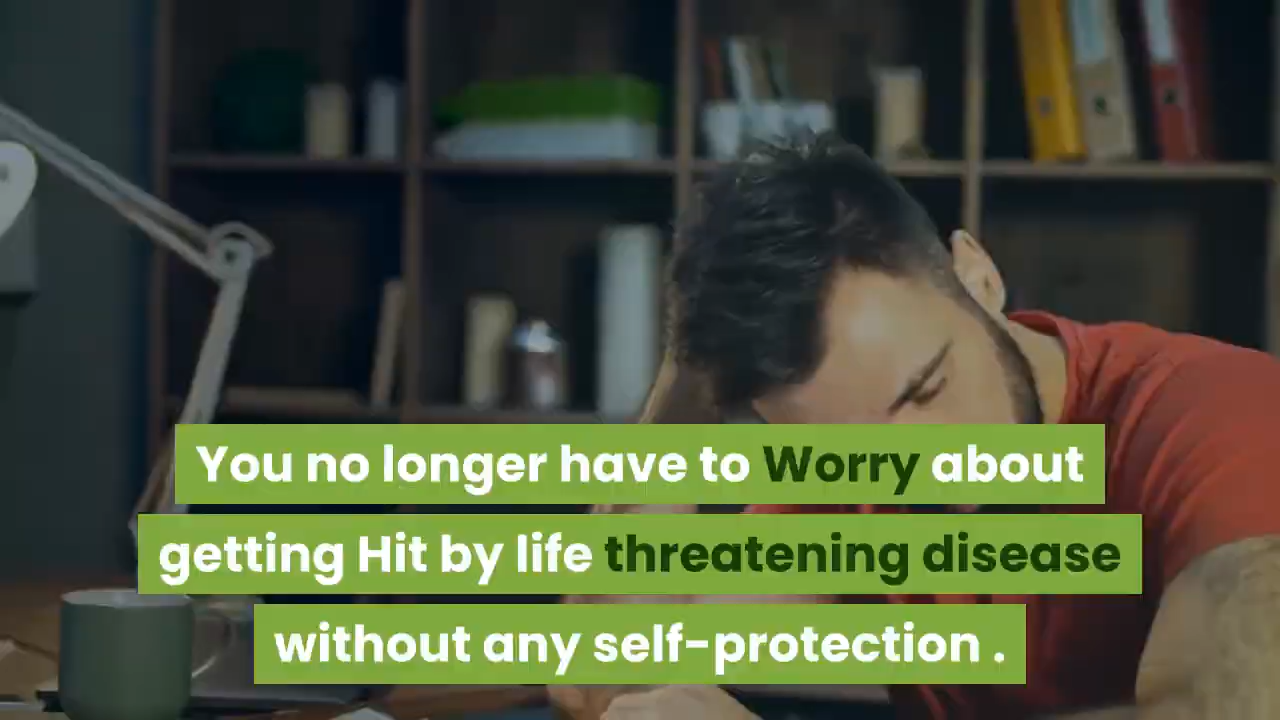 You no longer have to Worry about
getting Hit by life threatening disease
without any self-protection .